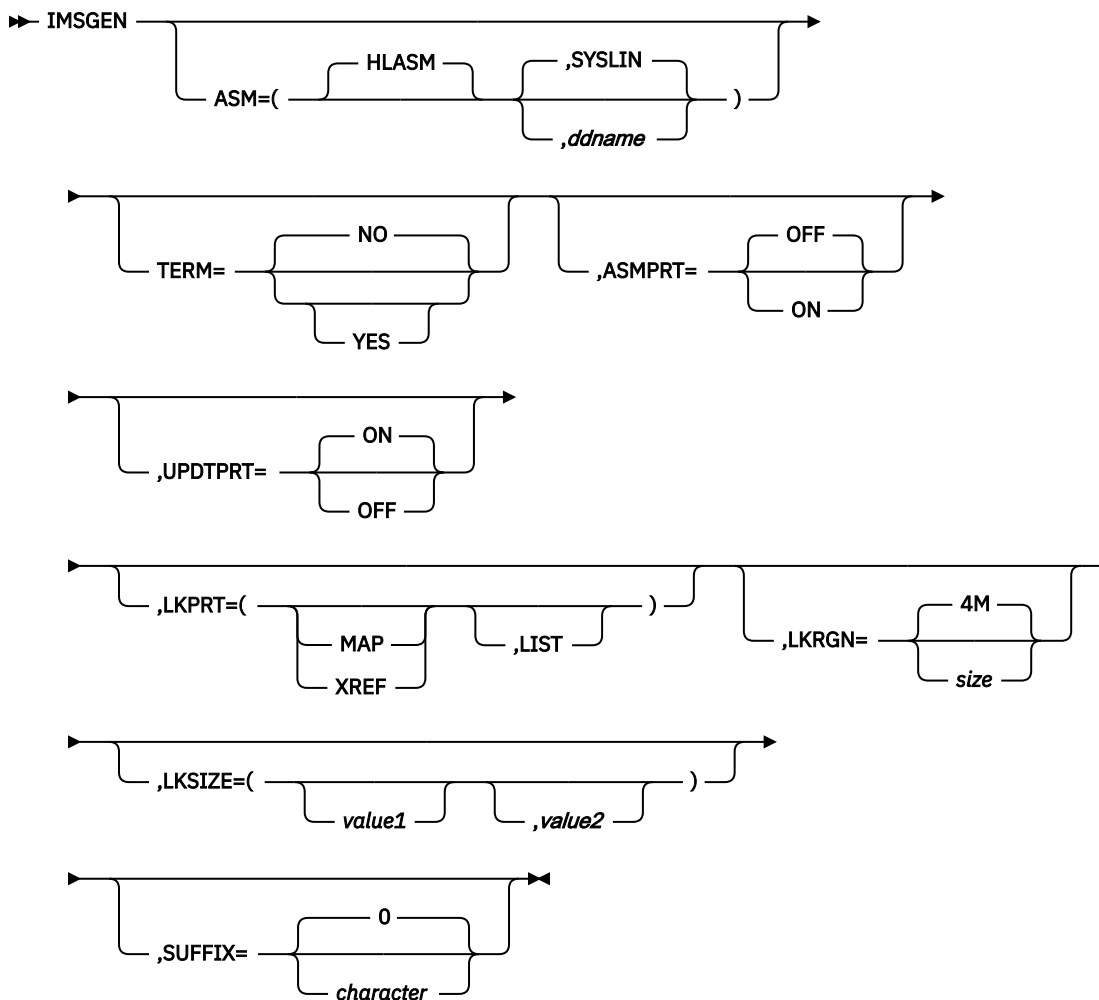 IMSGEN
HLASM ,SYSLIN
ASM=( )
,ddname
NO OFF
TERM= ,ASMPRT=
ON
YES
ON
,UPDTPRT=
OFF
,LKPRT=( ) 4M
MAP ,LIST ,LKRGN=
XREF size
,LKSIZE=( )
value1 ,value2
0
,SUFFIX=
character